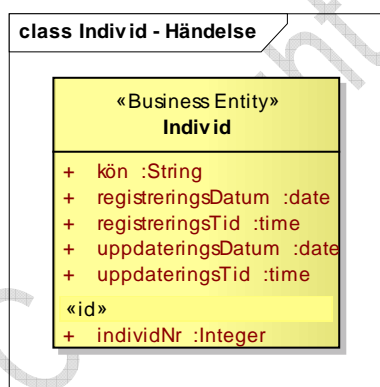 class Individ - Händelse
«Business Entity»
Individ
+ kön :String
+ registreringsDatum :date
+ registreringsTid :time
+ uppdateringsDatum :date
+ uppdateringsTid :time
«id»
+ individNr :Integer